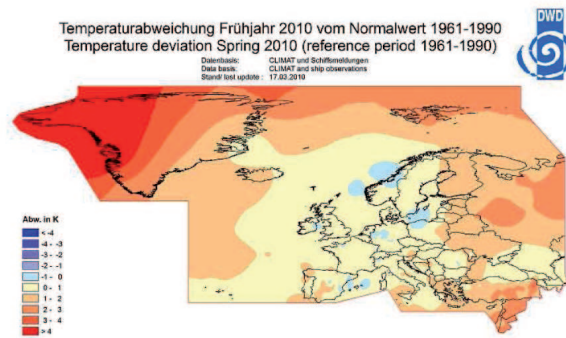 Temperaturabweichung Frühjahr 2010 vom Normalwert 1961-1990
Temperature deviation Spring 2010 (reference period 1961-1990)
DWD
Datenbasis: CLIMAT und Schiffsmeldungen
Data basis: CLIMAT and ship observations
Stand/ last update : 17.03.2010
Abw. in K
< -4
-4 - -3
-3 - -2
-2 - -1
-1 - 0
0 - 1
1 - 2
2 - 3
3 - 4
> 4